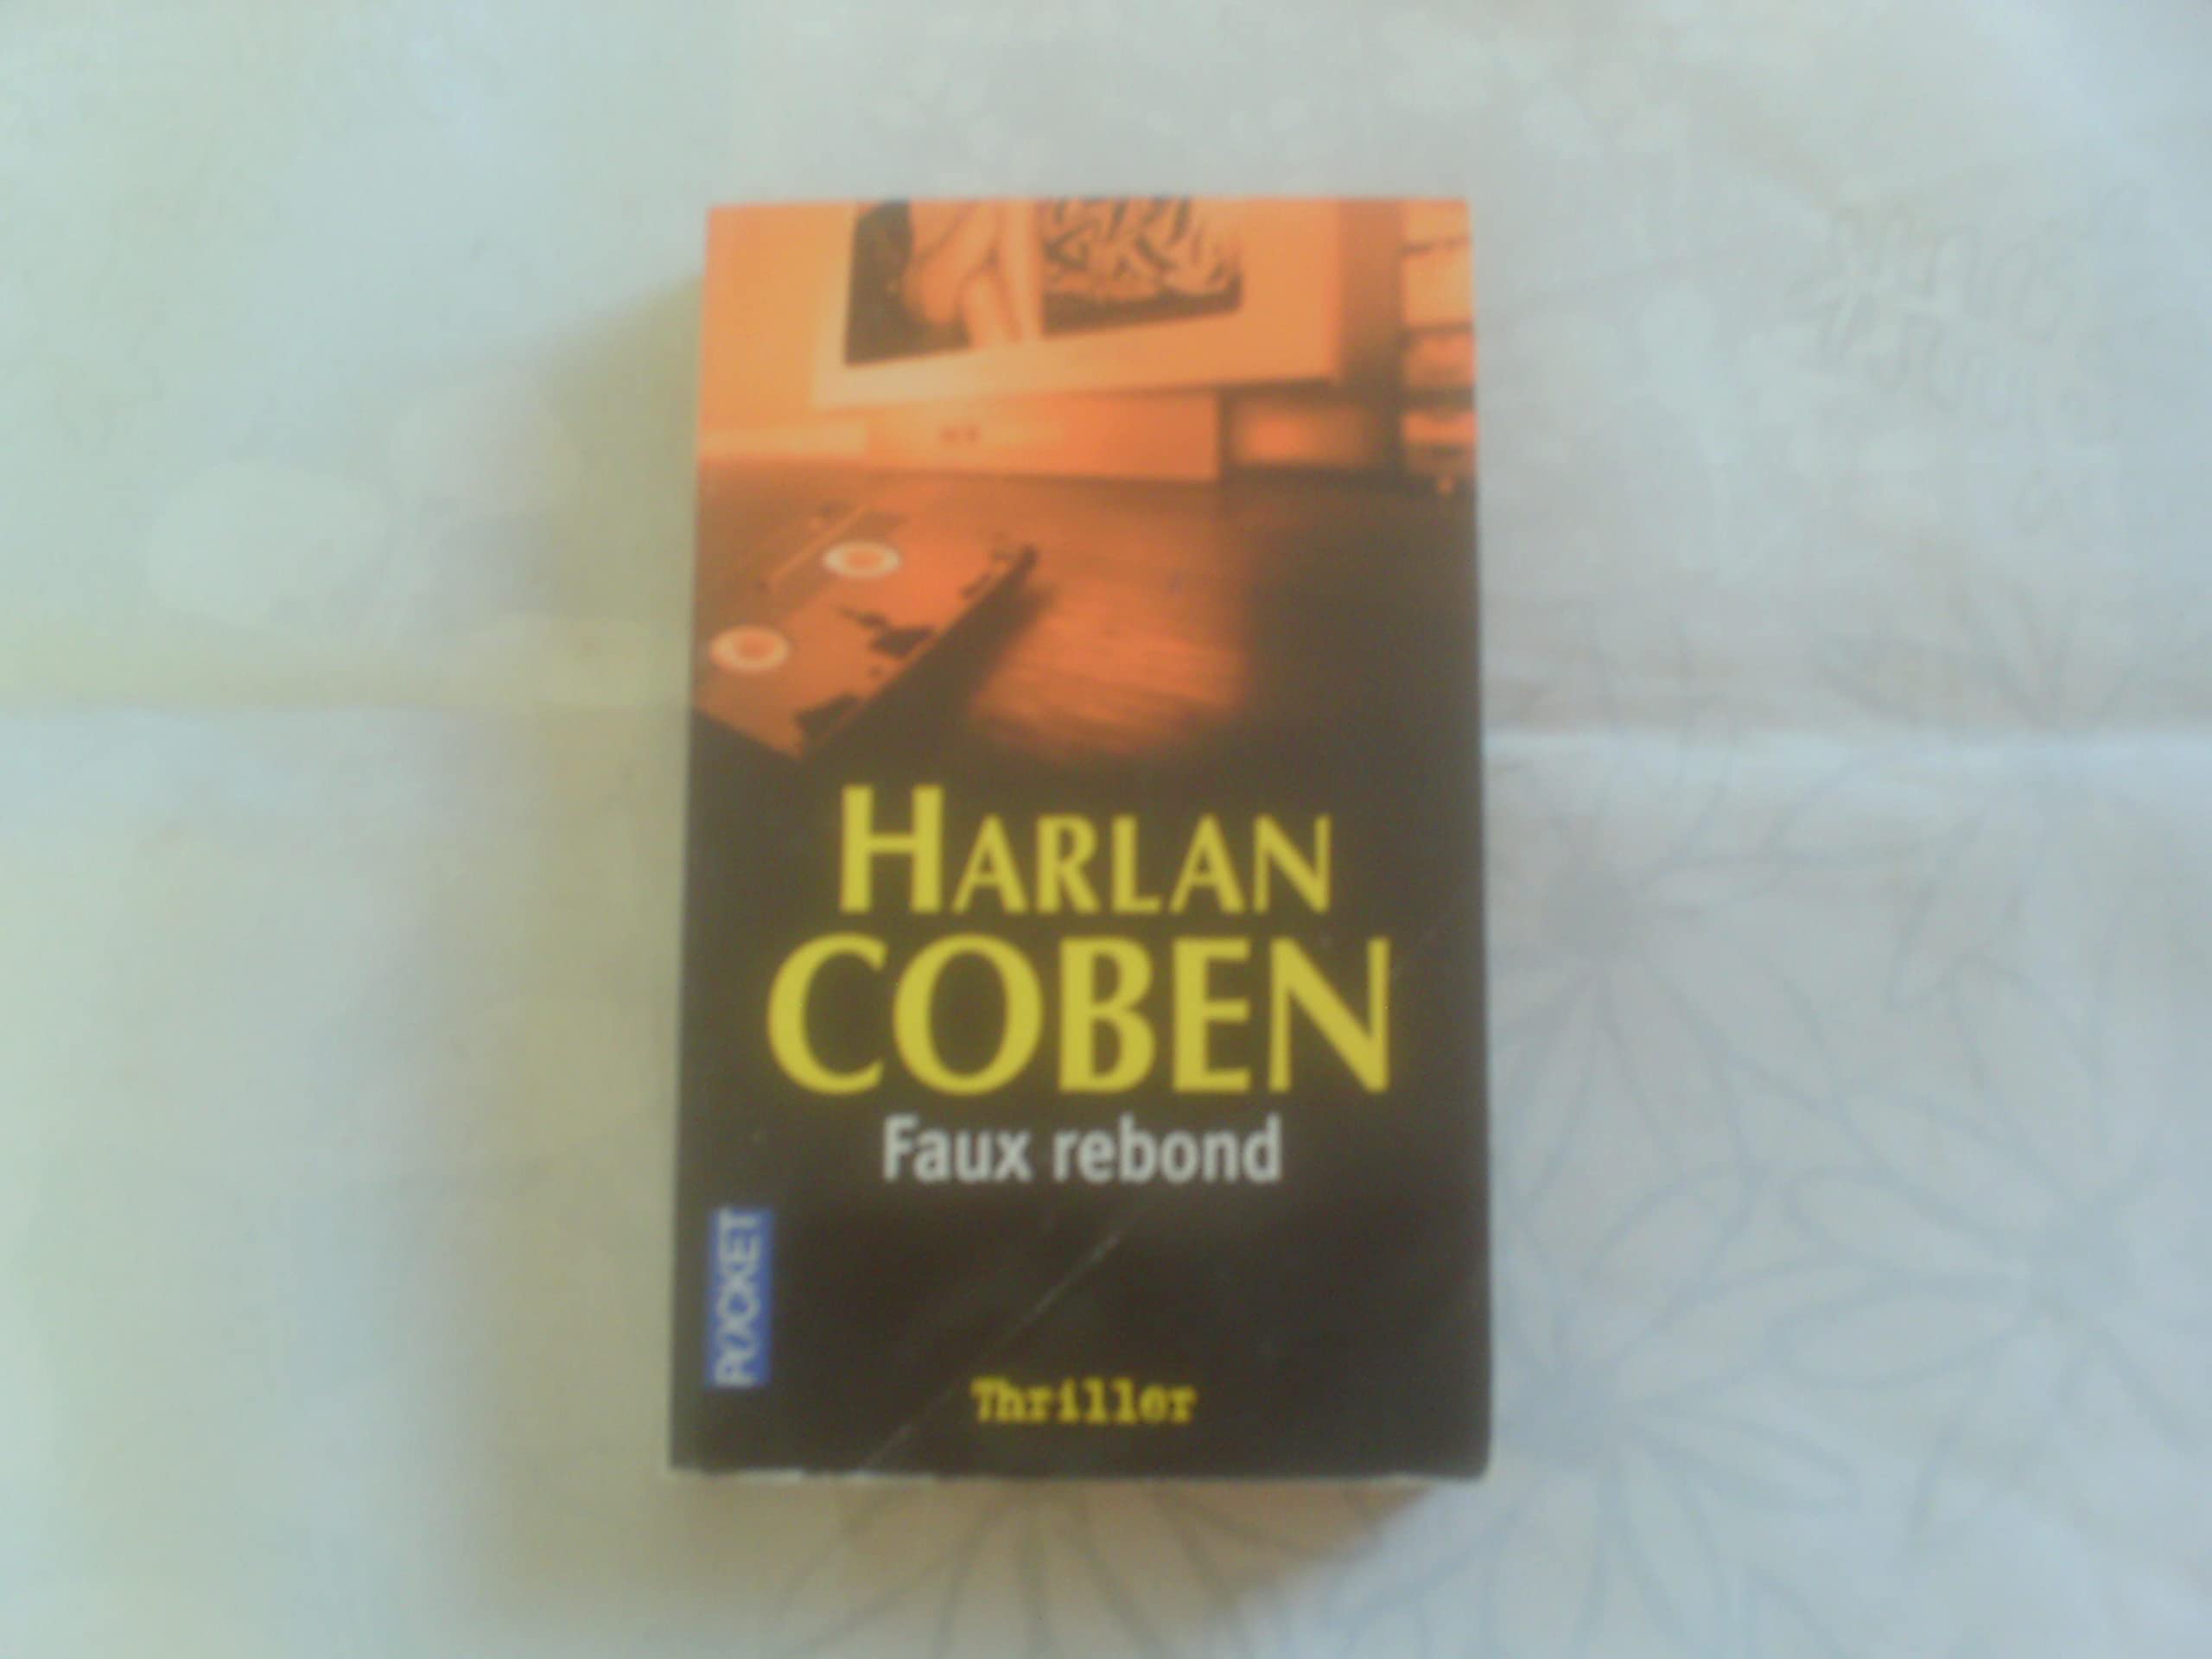 HARLAN
COBEN
Faux rebond
POCKET
Thriller